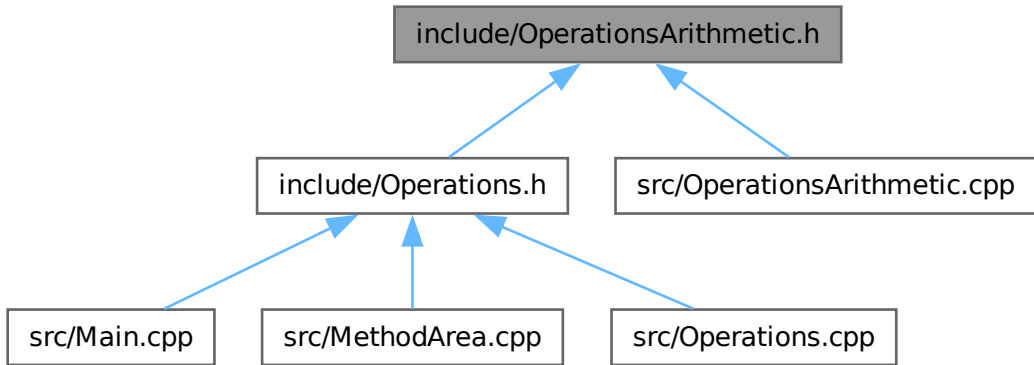 include/OperationsArithmetic.h
include/Operations.h
src/OperationsArithmetic.cpp
src/Main.cpp
src/MethodArea.cpp
src/Operations.cpp